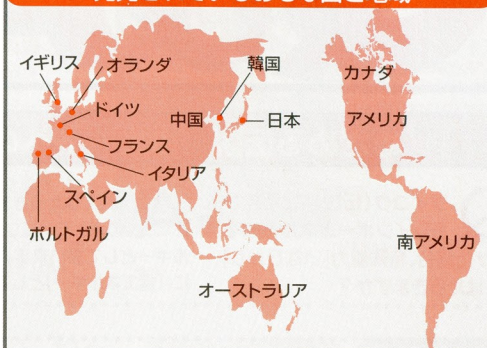 イギリス
オランダ
韓国
カナダ
ドイツ
中国
日本
アメリカ
フランス
イタリア
スペイン
ポルトガル
南アメリカ
オーストラリア